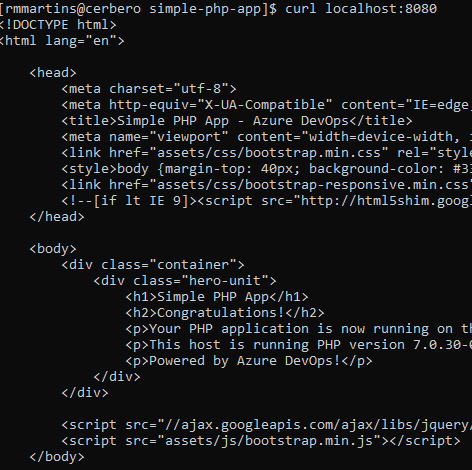 [rmmartins@cerbero simple-php-app]$ curl localhost:8080
<!DOCTYPE html>
<html lang="en">
<head>
<meta charset="utf-8">
<meta http-equiv="X-UA-Compatible" content="IE=edge,
<title>Simple PHP App - Azure DevOps</title>
<meta name="viewport" content="width=device-width,
<link href="assets/css/bootstrap.min.css" rel="style
<style>body {margin-top: 40px; background-color: #33
<link href="assets/css/bootstrap-responsive.min.css"
<!--[if lt IE 9]><script src="http://html5shim.goog
</head>
<body>
<div class="container">
<div class="hero-unit">
<h1>Simple PHP App</h1>
<h2>Congratulations!</h2>
<p>Your PHP application is now running on th
<p>This host is running PHP version 7.0.30-0
<p>Powered by Azure DevOps!</p>
</div>
</div>
<script src="//ajax.googleapis.com/ajax/libs/jquery/
<script src="assets/js/bootstrap.min.js"></script>
</body>